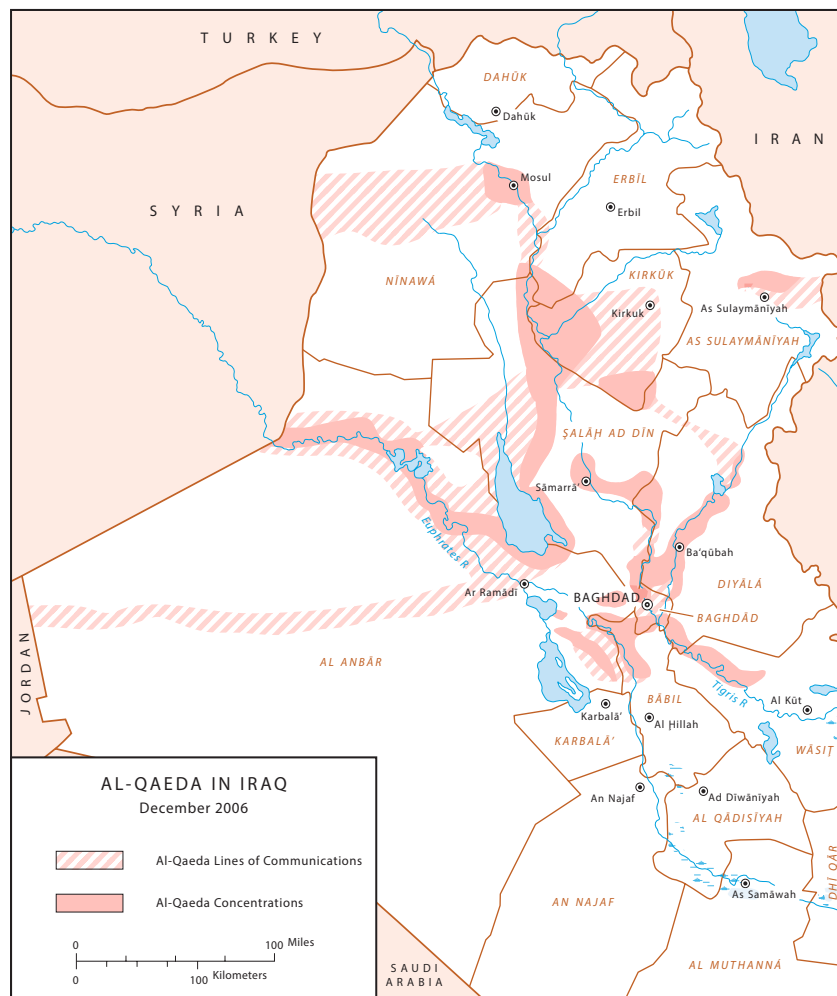 TURKEY
DAHŪK
Dahūk
IRAN
Mosul
ERBĪL
SYRIA
Erbil
NĪNAWÁ
KIRKŪK
Kirkuk
As Sulaymānīyah
AS SULAYMĀNĪYAH
ṢALĀḤ AD DĪN
Sāmarrā’
Euphrates R
Ba‘qūbah
Ar Ramādī
BAGHDAD
DIYĀLÁ
BAGHDĀD
JORDAN
AL ANBĀR
Tigris R
BĀBIL
Al Kūt
Karbalā’
Al Ḥillah
KARBALĀ’
WĀSIṬ
An Najaf
Ad Dīwānīyah
AL QĀDISĪYAH
DHĪ QĀR
As Samāwah
AN NAJAF
SAUDI
ARABIA
AL MUTHANNÁ
AL-QAEDA IN IRAQ
December 2006
Al-Qaeda Lines of Communications
Al-Qaeda Concentrations
0 100 Miles
0 100 Kilometers